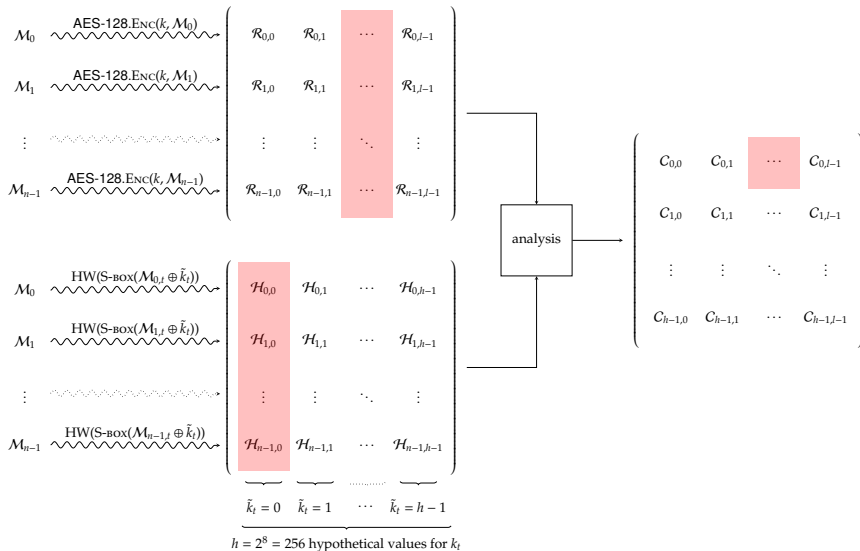 M₀ AES-128.Enc(k, M₀) R₀,₀ R₀,₁ ⋯ R₀,l−1
M₁ AES-128.Enc(k, M₁) R₁,₀ R₁,₁ ⋯ R₁,l−1
⋮ ⋮ ⋮ ⋱ ⋮
Mn−1 AES-128.Enc(k, Mn−1) Rn−1,0 Rn−1,1 ⋯ Rn−1,l−1
analysis
C₀,₀ C₀,₁ ⋯ C₀,l−1
C₁,₀ C₁,₁ ⋯ C₁,l−1
⋮ ⋮ ⋱ ⋮
Ch−1,0 Ch−1,1 ⋯ Ch−1,l−1
M₀ HW(S-box(M₀,t ⊕ k̃t)) H₀,₀ H₀,₁ ⋯ H₀,h−1
M₁ HW(S-box(M₁,t ⊕ k̃t)) H₁,₀ H₁,₁ ⋯ H₁,h−1
⋮ ⋮ ⋮ ⋱ ⋮
Mn−1 HW(S-box(Mn−1,t ⊕ k̃t)) Hn−1,0 Hn−1,1 ⋯ Hn−1,h−1
k̃t = 0 k̃t = 1 ⋯ k̃t = h − 1
h = 2⁸ = 256 hypothetical values for kt